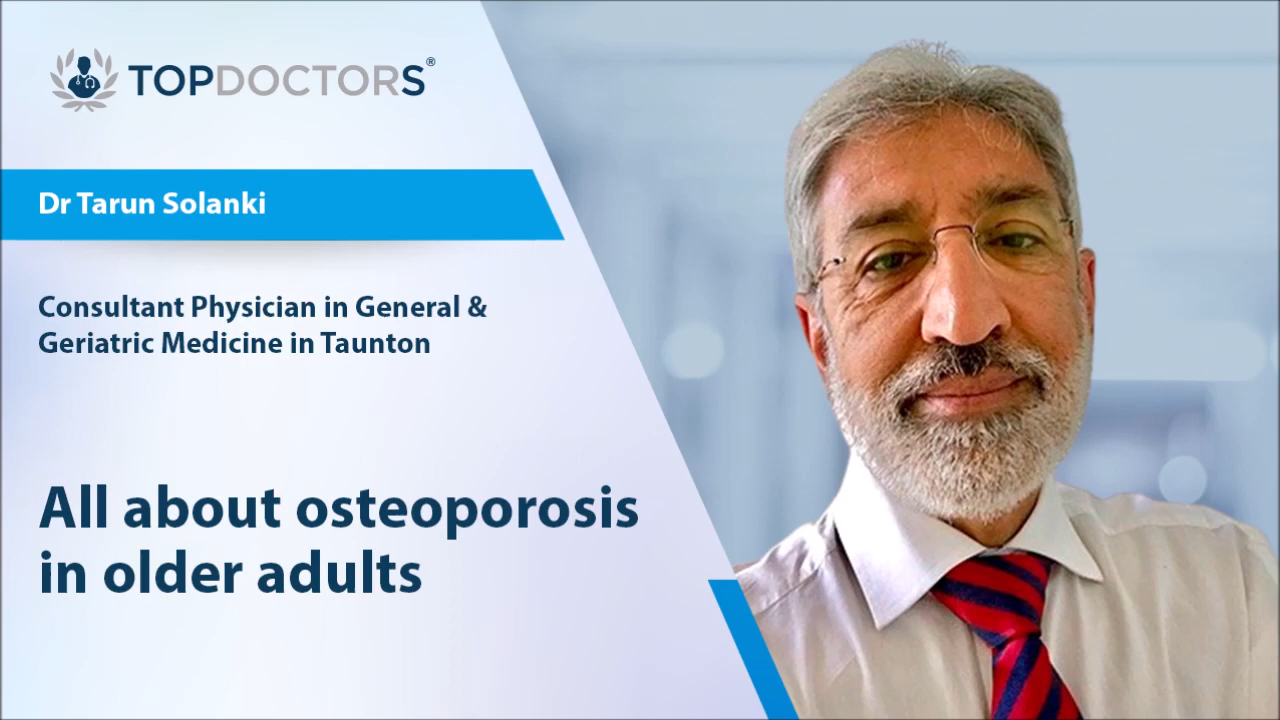 TOPDOCTORS®
Dr Tarun Solanki
Consultant Physician in General &
Geriatric Medicine in Taunton
All about osteoporosis
in older adults